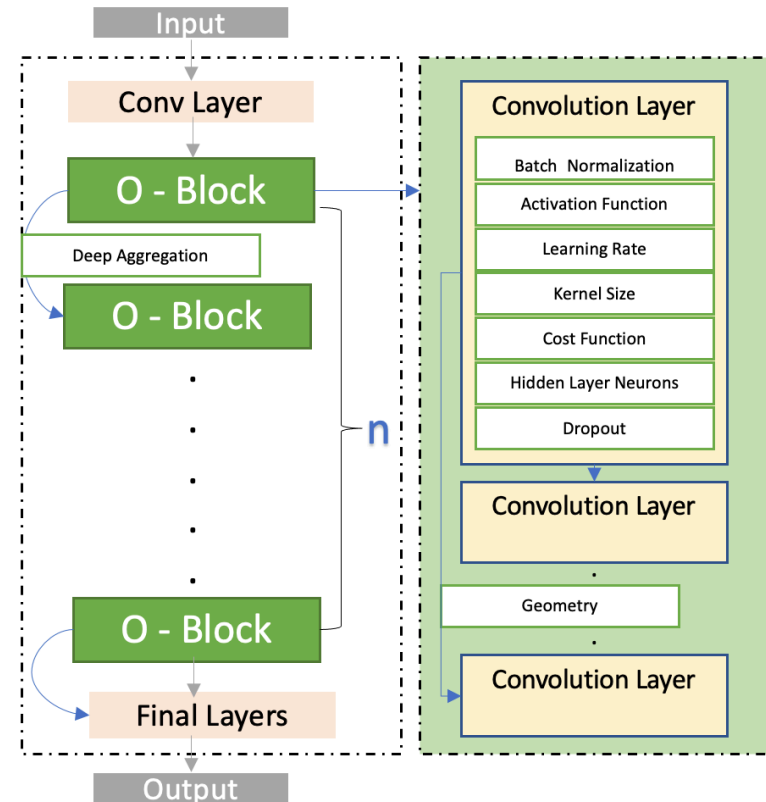 Input
Conv Layer
O - Block
Deep Aggregation
O - Block
n
O - Block
Final Layers
Output
Convolution Layer
Batch Normalization
Activation Function
Learning Rate
Kernel Size
Cost Function
Hidden Layer Neurons
Dropout
Convolution Layer
Geometry
Convolution Layer